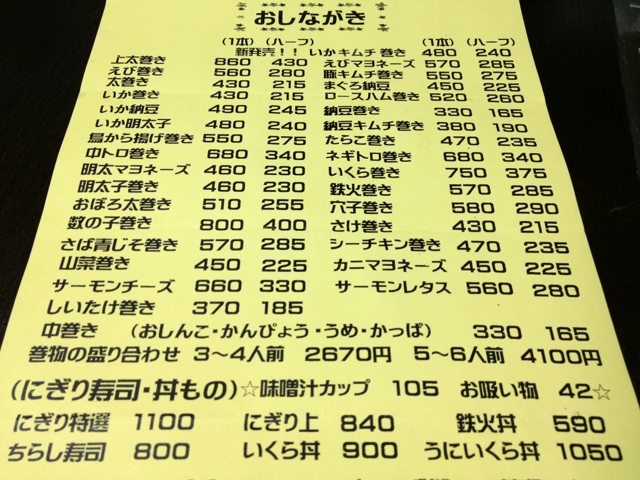 おしながき
(1本) (ハーフ) (1本) (ハーフ)
新発売!! いかキムチ巻き 480 240
上太巻き 860 430 えびマヨネーズ 570 285
えび巻き 560 280 豚キムチ巻き 550 275
太巻き 430 215 まぐろ納豆 450 225
いか巻き 430 215 ロースハム巻き 520 260
いか納豆 490 245 納豆巻き 330 165
いか明太子 480 240 納豆キムチ巻き 380 190
鳥から揚げ巻き 550 275 たらこ巻き 470 235
中トロ巻き 680 340 ネギトロ巻き 680 340
明太マヨネーズ 460 230 いくら巻き 750 375
明太子巻き 460 230 鉄火巻き 570 285
おぼろ太巻き 510 255 穴子巻き 580 290
数の子巻き 800 400 さけ巻き 430 215
さば青じそ巻き 570 285 シーチキン巻き 470 235
山菜巻き 450 225 カニマヨネーズ 450 225
サーモンチーズ 660 330 サーモンレタス 560 280
しいたけ巻き 370 185
中巻き (おしんこ・かんぴょう・うめ・かっぱ) 330 165
巻物の盛り合わせ 3〜4人前 2670円 5〜6人前 4100円
(にぎり寿司・丼もの)☆味噌汁カップ 105 お吸い物 42☆
にぎり特選 1100 にぎり上 840 鉄火丼 590
ちらし寿司 800 いくら丼 900 うにいくら丼 1050